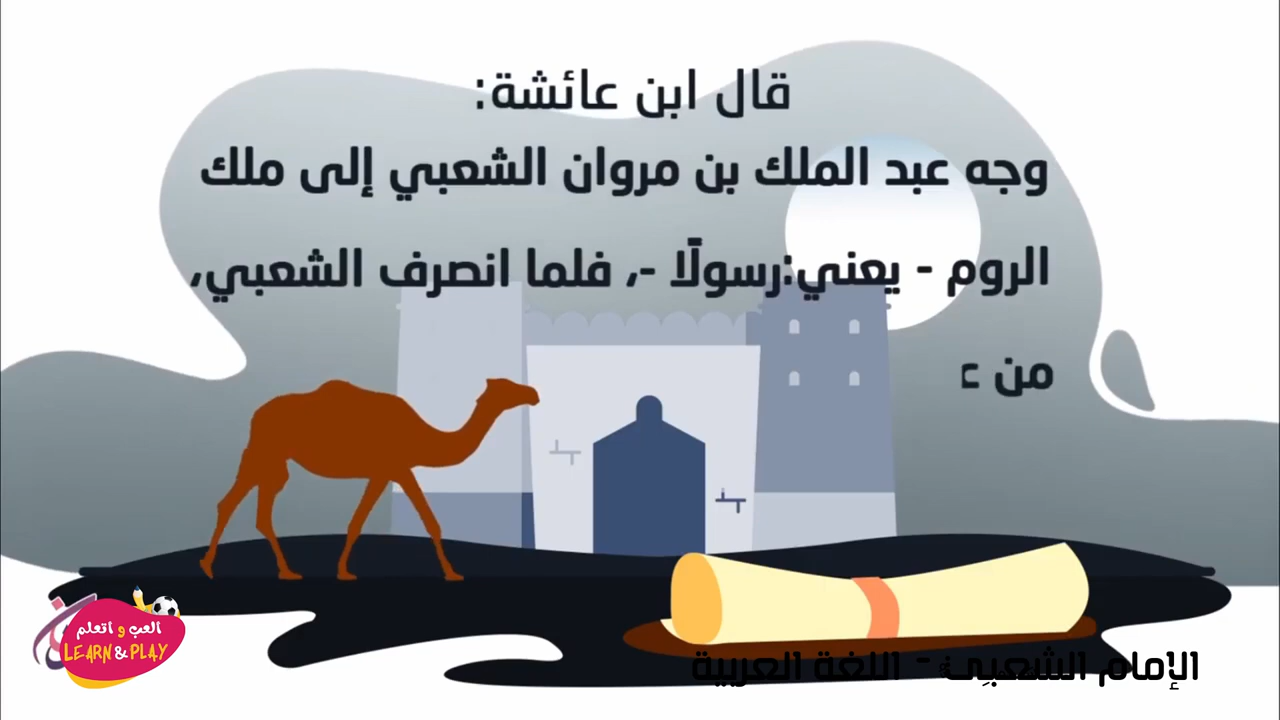 قال ابن عائشة:
وجه عبد الملك بن مروان الشعبي إلى ملك
الروم - يعني:رسولًا -، فلما انصرف الشعبي،
من ع
العب و اتعلم
LEARN & PLAY
الإمام الشعبي - اللغة العربية